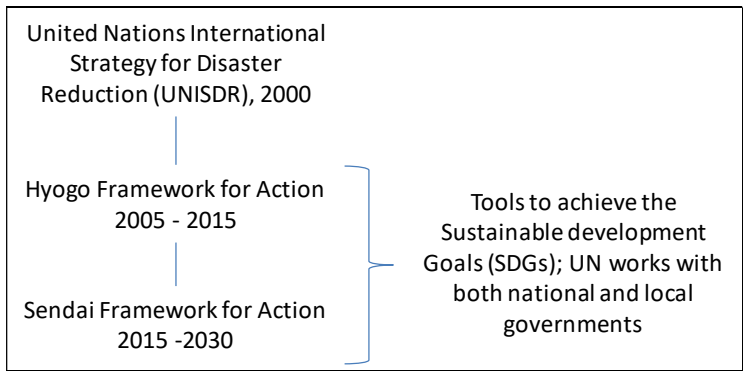 United Nations International
Strategy for Disaster
Reduction (UNISDR), 2000
Hyogo Framework for Action
2005 - 2015
Sendai Framework for Action
2015 -2030
Tools to achieve the
Sustainable development
Goals (SDGs); UN works with
both national and local
governments